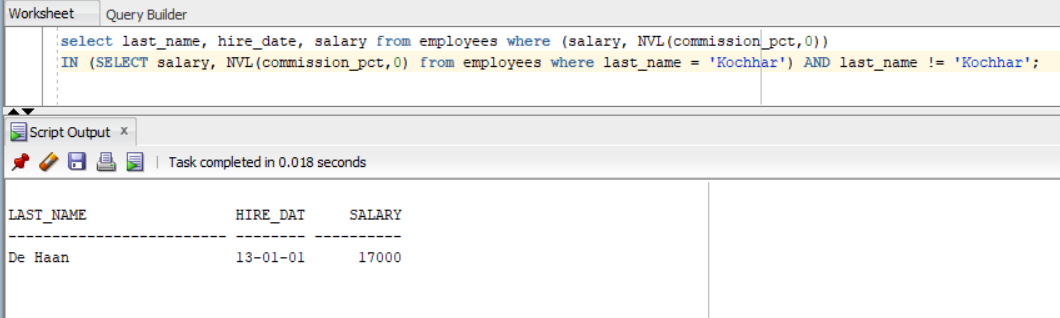 Worksheet Query Builder
select last_name, hire_date, salary from employees where (salary, NVL(commission_pct,0))
IN (SELECT salary, NVL(commission_pct,0) from employees where last_name = 'Kochhar') AND last_name != 'Kochhar';
Script Output x
Task completed in 0.018 seconds
LAST_NAME HIRE_DAT SALARY
------------------------- -------- ----------
De Haan 13-01-01 17000